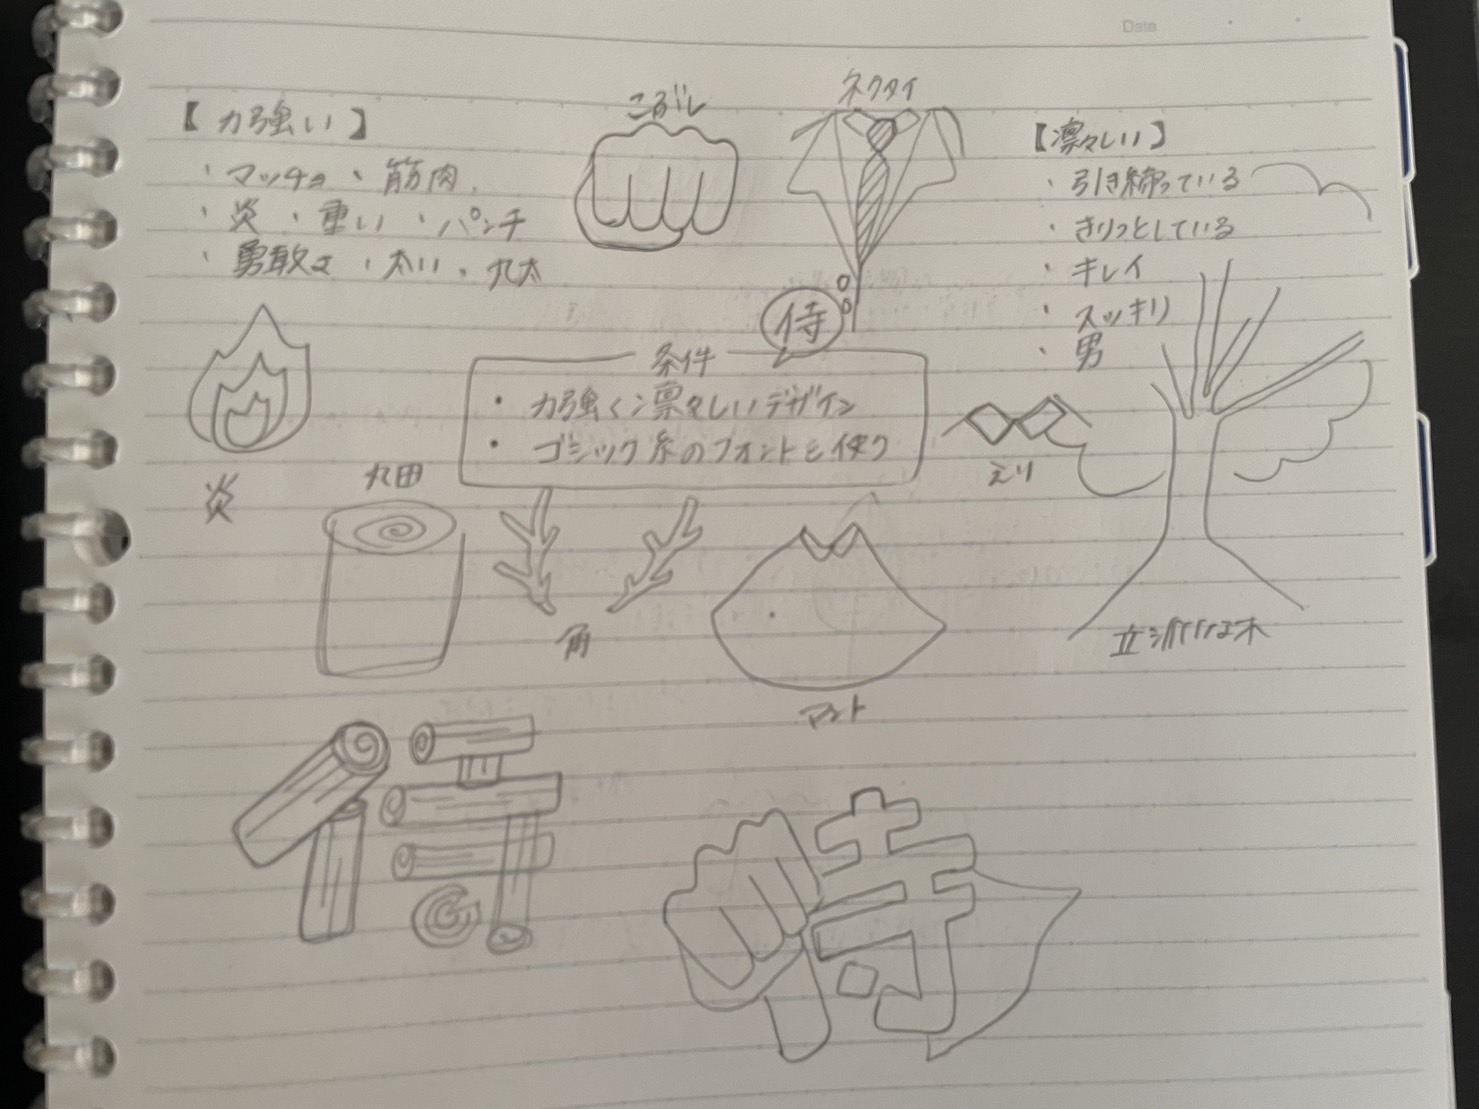 Date
【力強い】
・マッチョ ・筋肉
・炎 ・重い ・パンチ
・勇敢さ ・太い ・丸太
こぶし
ネクタイ
【凛々しい】
・引き締っている
・きりっとしている
・キレイ
・スッキリ
・男
侍
条件
・力強く凛々しいデザイン
・ゴシック系のフォントを使う
炎
丸田
角
マント
えり
立派な木
侍
侍